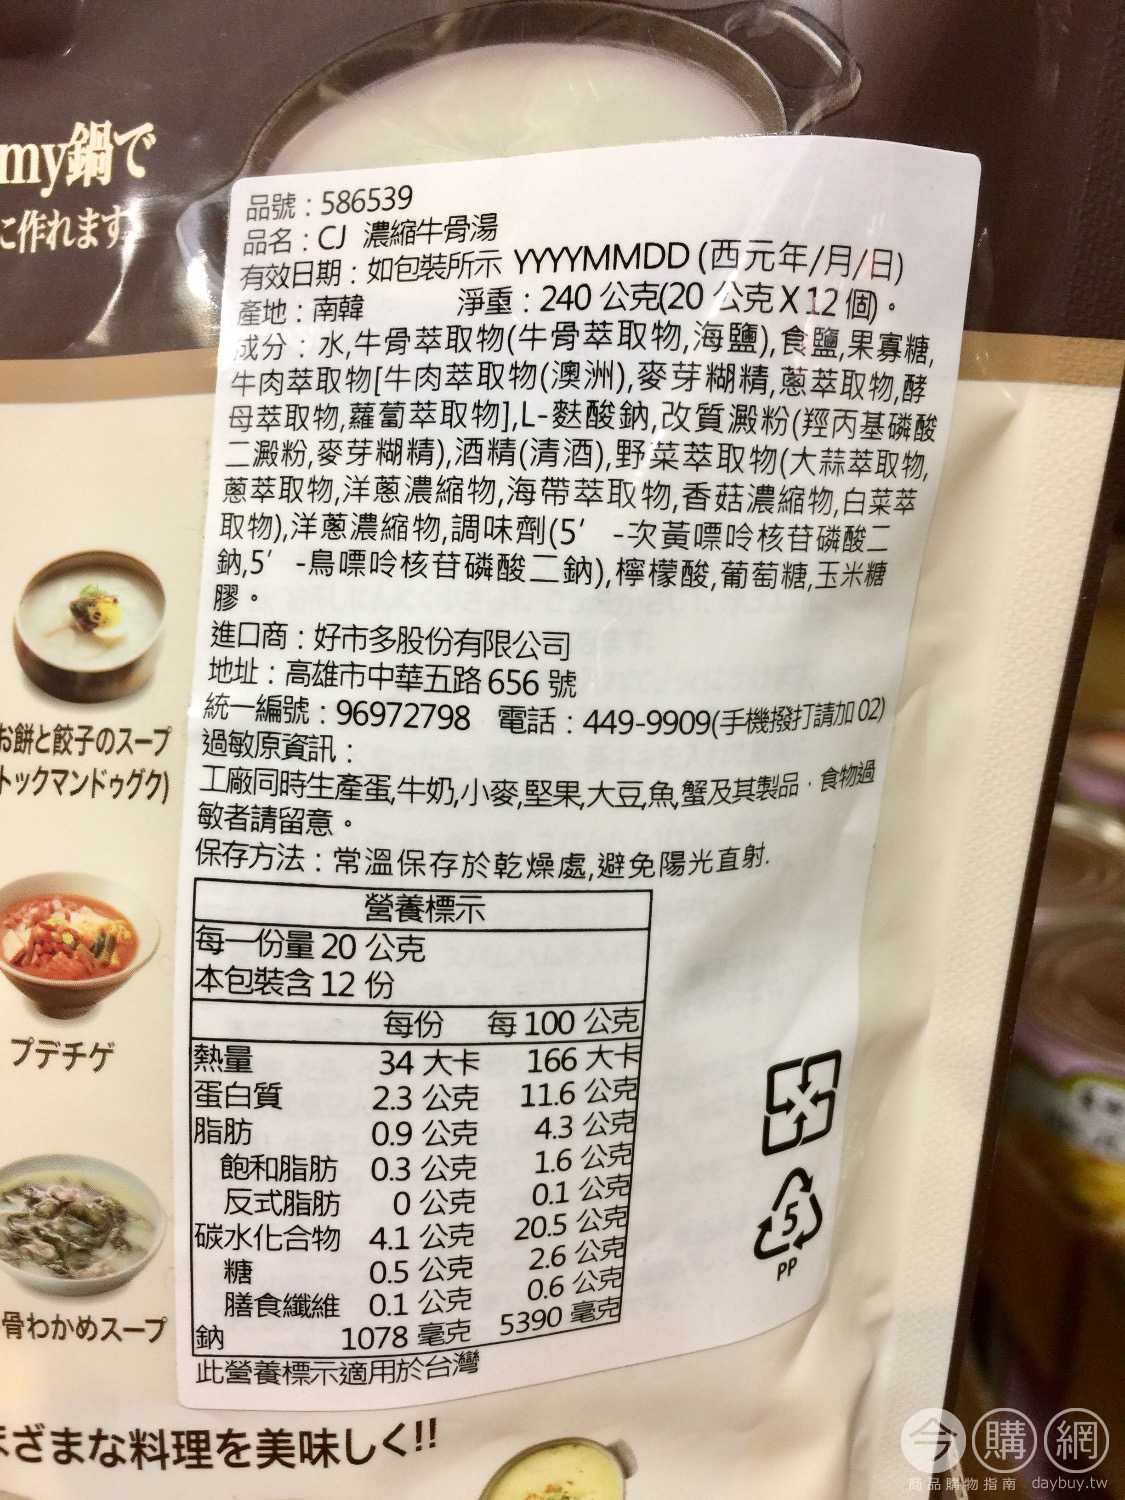 my鍋で
に作れます
品號：586539
品名：CJ 濃縮牛骨湯
有效日期：如包裝所示 YYYYMMDD (西元年/月/日)
產地：南韓 淨重：240 公克(20 公克X12個)。
成分：水,牛骨萃取物(牛骨萃取物,海鹽),食鹽,果寡糖,
牛肉萃取物[牛肉萃取物(澳洲),麥芽糊精,蔥萃取物,酵
母萃取物,蘿蔔萃取物],L-麩酸鈉,改質澱粉(羥丙基磷酸
二澱粉,麥芽糊精),酒精(清酒),野菜萃取物(大蒜萃取物,
蔥萃取物,洋蔥濃縮物,海帶萃取物,香菇濃縮物,白菜萃
取物),洋蔥濃縮物,調味劑(5’-次黃嘌呤核苷磷酸二
鈉,5’-鳥嘌呤核苷磷酸二鈉),檸檬酸,葡萄糖,玉米糖
膠。
進口商：好市多股份有限公司
地址：高雄市中華五路656號
統一編號：96972798 電話：449-9909(手機撥打請加02)
過敏原資訊：
工廠同時生產蛋,牛奶,小麥,堅果,大豆,魚,蟹及其製品，食物過
敏者請留意。
保存方法：常溫保存於乾燥處,避免陽光直射.
營養標示
每一份量20 公克
本包裝含12 份
每份 每100 公克
熱量 34 大卡 166 大卡
蛋白質 2.3 公克 11.6 公克
脂肪 0.9 公克 4.3 公克
飽和脂肪 0.3 公克 1.6 公克
反式脂肪 0 公克 0.1 公克
碳水化合物 4.1 公克 20.5 公克
糖 0.5 公克 2.6 公克
膳食纖維 0.1 公克 0.6 公克
鈉 1078 毫克 5390 毫克
此營養標示適用於台灣
5
PP
お餅と餃子のスープ
トックマンドゥグク)
プデチゲ
骨わかめスープ
まざまな料理を美味しく!!
今購網
商品購物指南 daybuy.tw